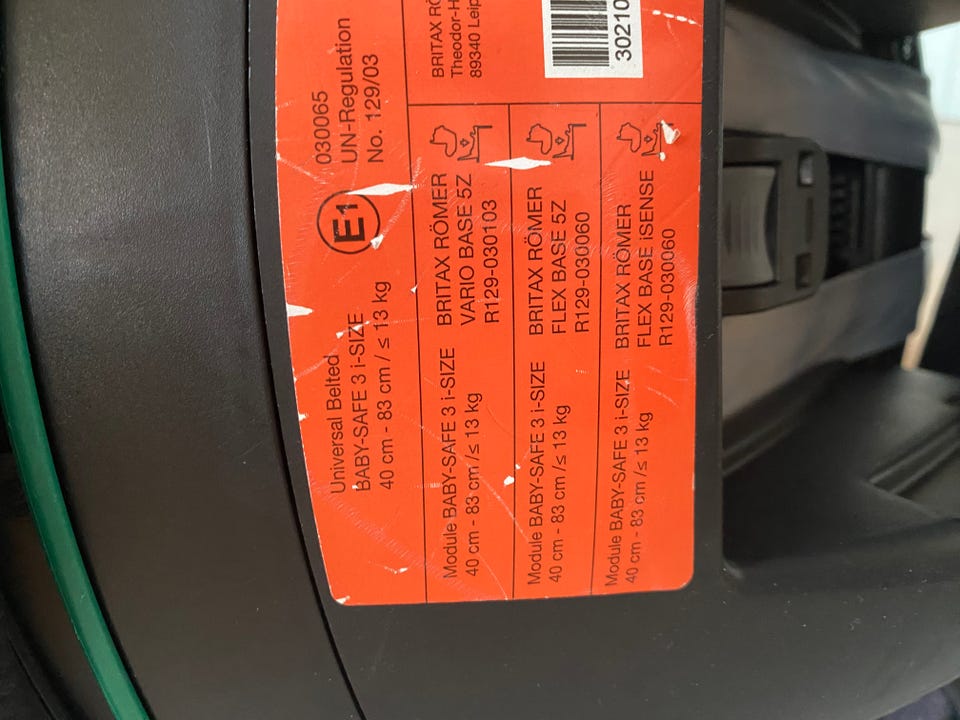 Universal Belted
BABY-SAFE 3 i-SIZE
40 cm - 83 cm / ≤ 13 kg
E1
030065
UN-Regulation
No. 129/03
BRITAX
Theodor-H
89340 Leip
30210
Module BABY-SAFE 3 i-SIZE
40 cm - 83 cm /≤ 13 kg
BRITAX RÖMER
VARIO BASE 5Z
R129-030103
Module BABY-SAFE 3 i-SIZE
40 cm - 83 cm /≤ 13 kg
BRITAX RÖMER
FLEX BASE 5Z
R129-030060
Module BABY-SAFE 3 i-SIZE
40 cm - 83 cm /≤ 13 kg
BRITAX RÖMER
FLEX BASE iSENSE
R129-030060